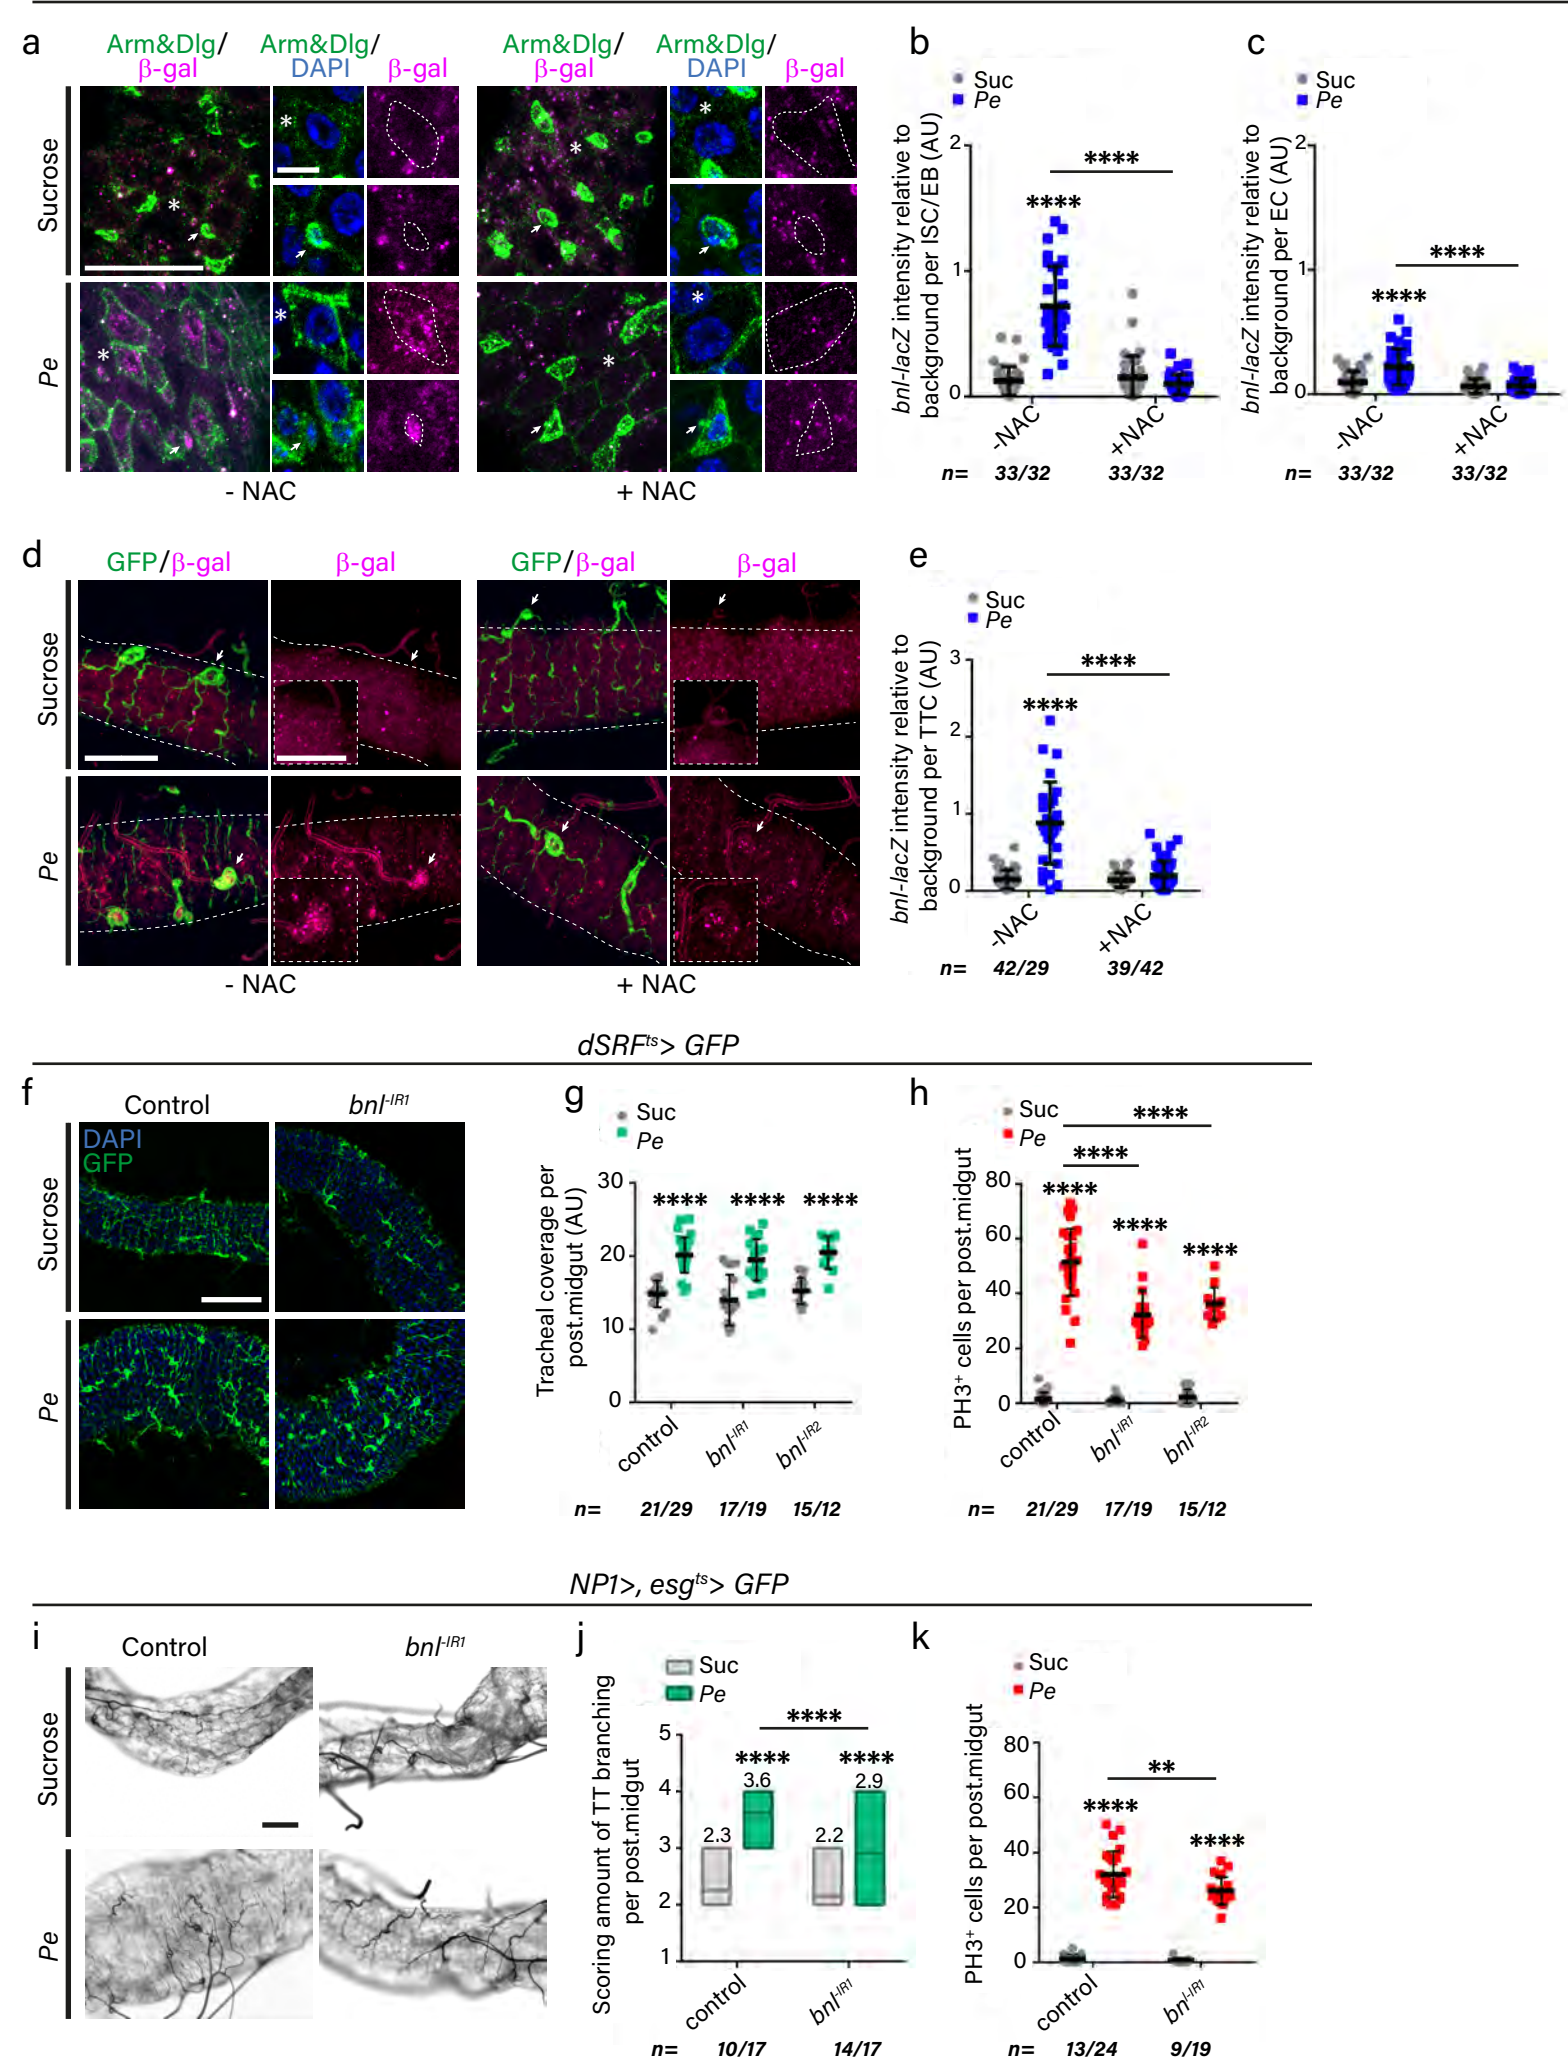 a
Arm&Dlg/
β-gal
Arm&Dlg/
DAPI
β-gal
Arm&Dlg/
β-gal
Arm&Dlg/
DAPI
β-gal
Sucrose
Pe
*
*
*
*
*
*
*
*
- NAC
+ NAC
b
Suc
Pe
bnl-lacZ intensity relative to
background per ISC/EB (AU)
2
1
0
****
****
-NAC
+NAC
n= 33/32 33/32
c
Suc
Pe
bnl-lacZ intensity relative to
background per EC (AU)
2
1
0
****
****
-NAC
+NAC
n= 33/32 33/32
d
GFP/β-gal
β-gal
GFP/β-gal
β-gal
Sucrose
Pe
- NAC
+ NAC
e
Suc
Pe
bnl-lacZ intensity relative to
background per TTC (AU)
3
2
1
0
****
****
-NAC
+NAC
n= 42/29 39/42
dSRFts> GFP
f
Control
bnl-IR1
DAPI
GFP
Sucrose
Pe
g
Suc
Pe
Tracheal coverage per
post.midgut (AU)
30
20
10
0
**** **** ****
control
bnl-IR1
bnl-IR2
n= 21/29 17/19 15/12
h
Suc
Pe
PH3+ cells per post.midgut
80
60
40
20
0
****
****
****
****
****
control
bnl-IR1
bnl-IR2
n= 21/29 17/19 15/12
NP1>, esgts> GFP
i
Control
bnl-IR1
Sucrose
Pe
j
Suc
Pe
Scoring amount of TT branching
per post.midgut
5
4
3
2
1
****
**** ****
2.3
3.6
2.2
2.9
control
bnl-IR1
n= 10/17 14/17
k
Suc
Pe
PH3+ cells per post.midgut
80
60
40
20
0
**
****
****
control
bnl-IR1
n= 13/24 9/19